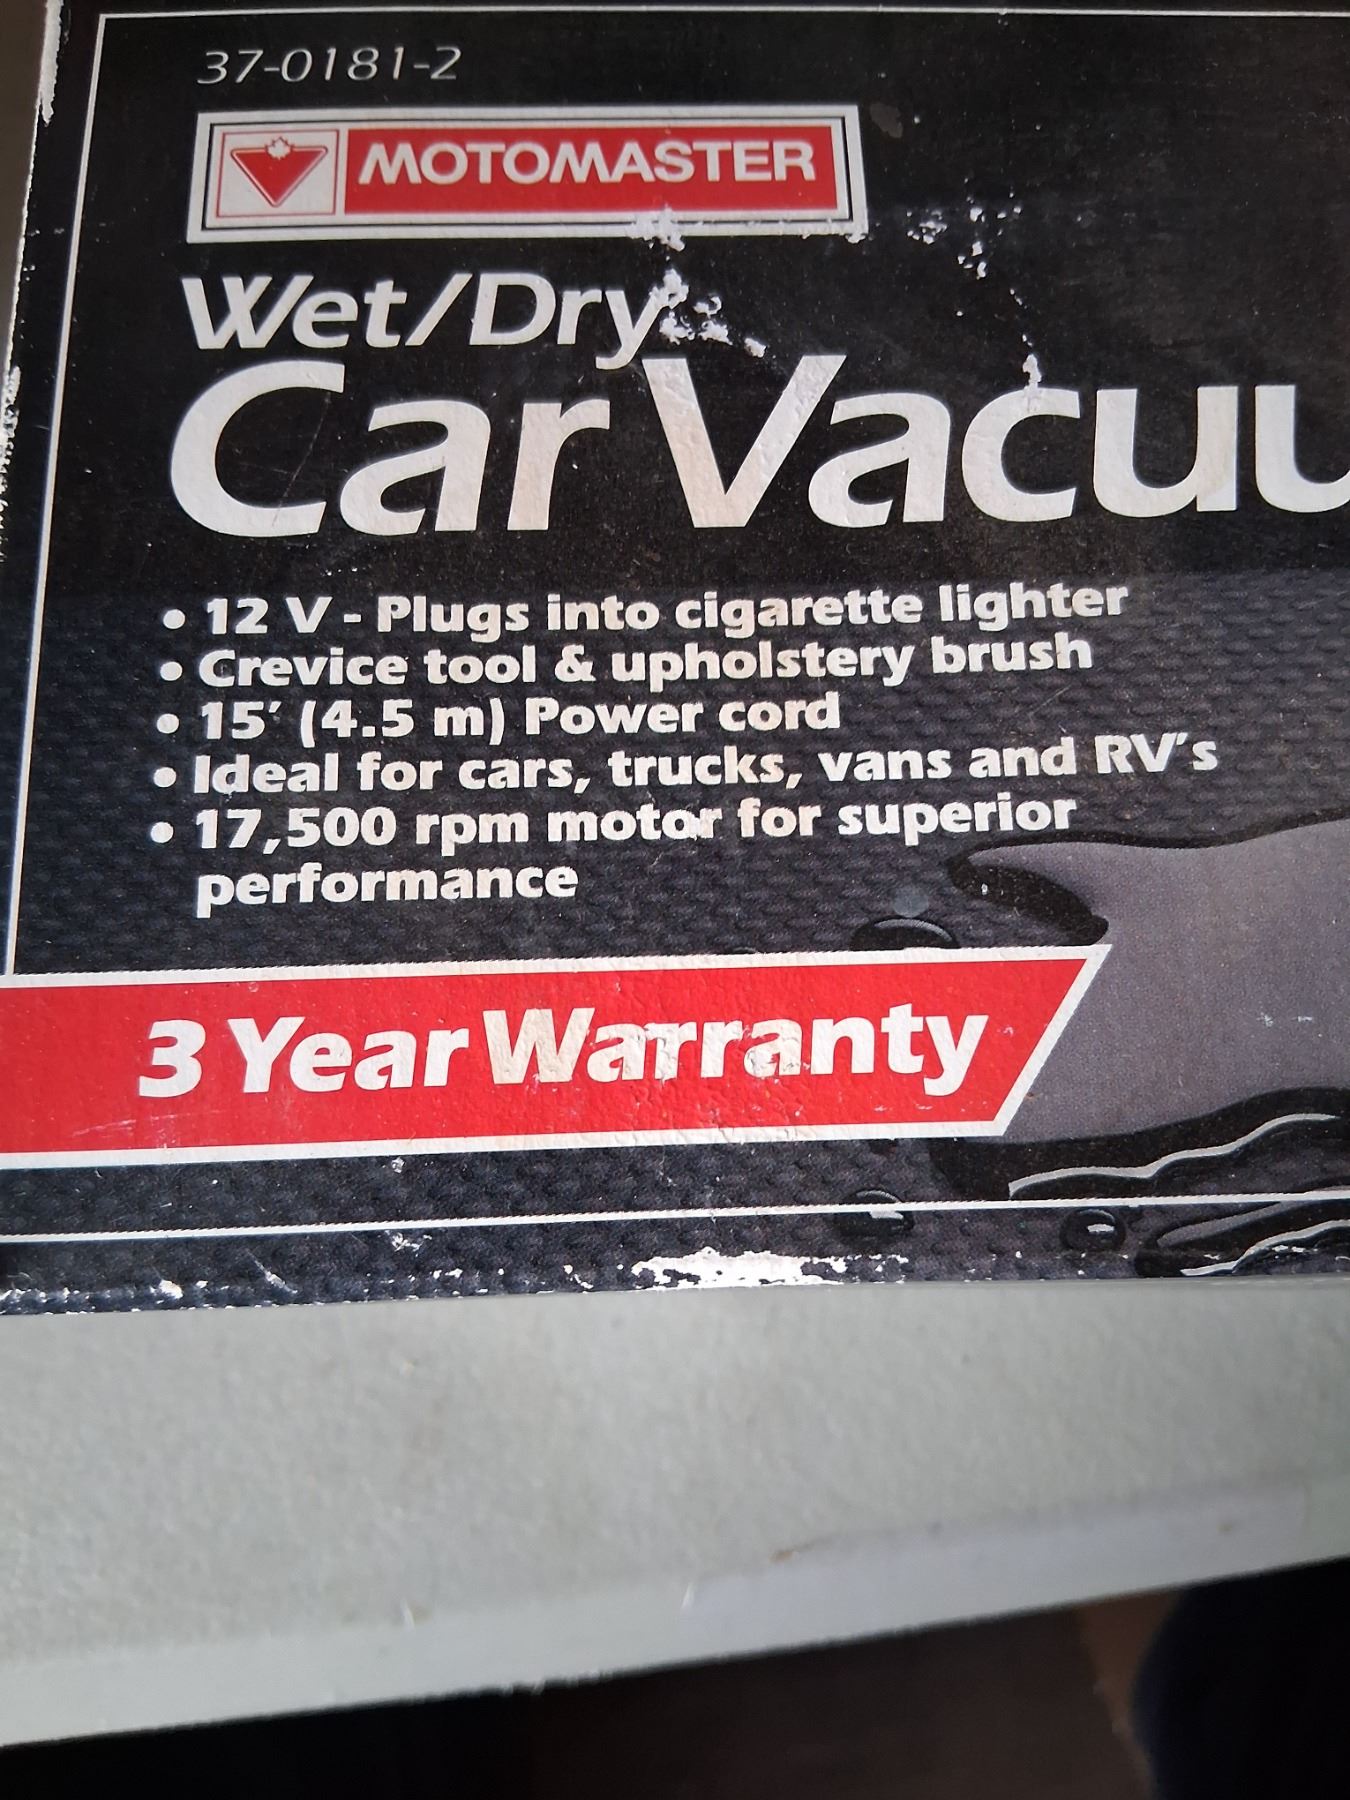 37-0181-2
MOTOMASTER
Wet/Dry
Car Vacuu
• 12 V - Plugs into cigarette lighter
• Crevice tool & upholstery brush
• 15' (4.5 m) Power cord
• Ideal for cars, trucks, vans and RV's
• 17,500 rpm motor for superior
performance
3 Year Warranty